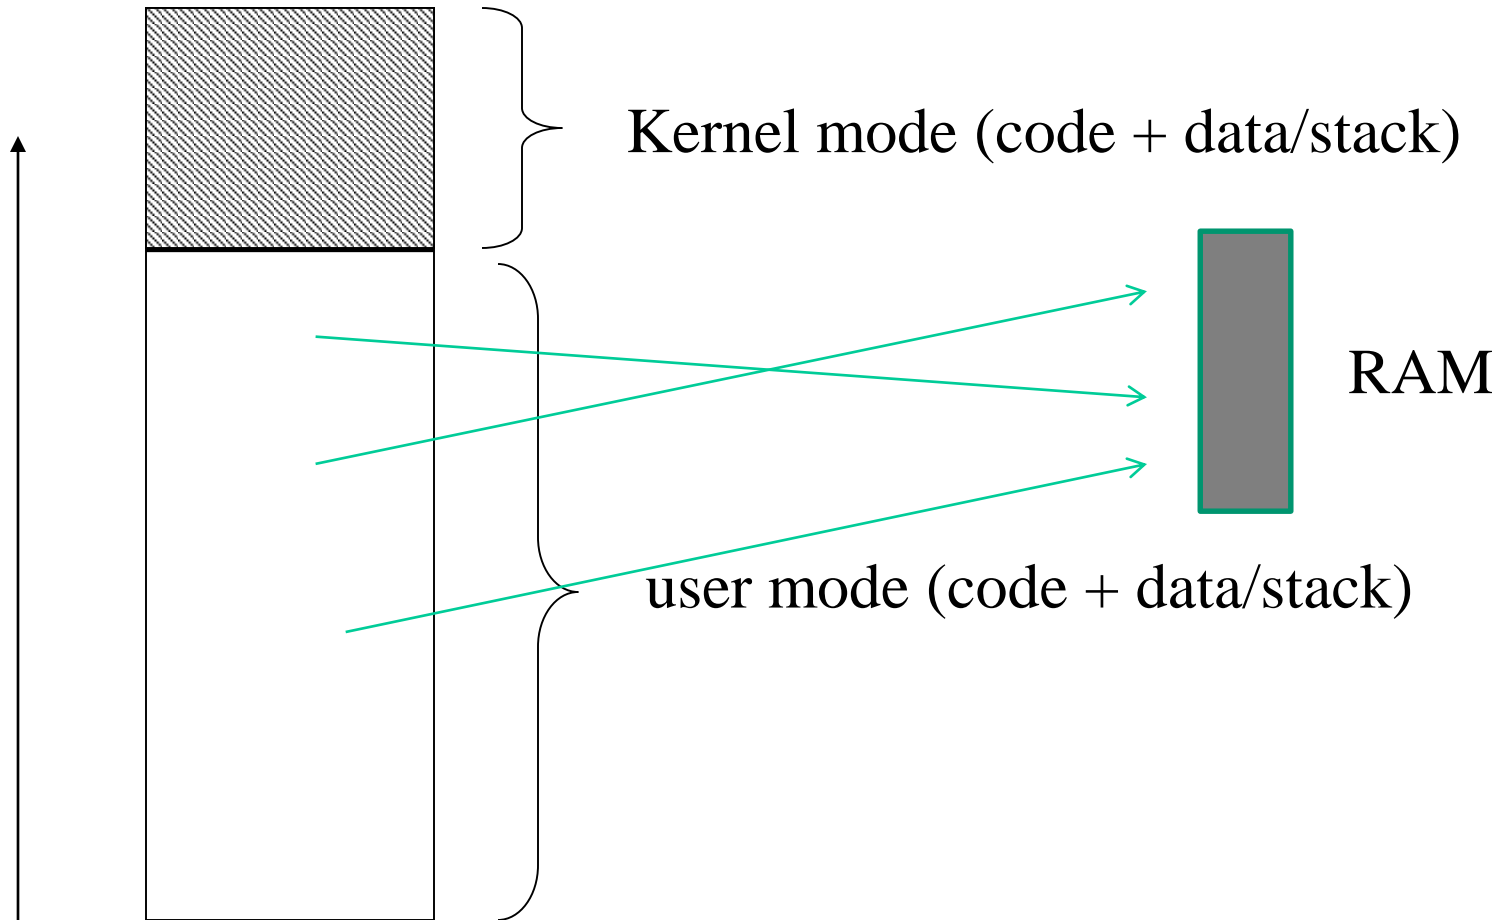 Kernel mode (code + data/stack)
RAM
user mode (code + data/stack)